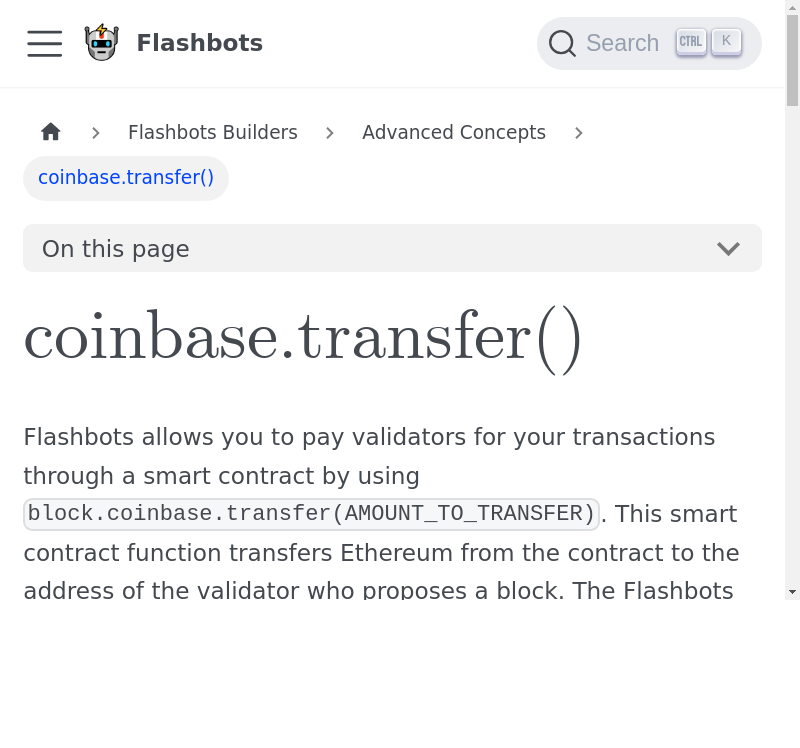 Flashbots
Search CTRL K
Flashbots Builders
Advanced Concepts
coinbase.transfer()
On this page
coinbase.transfer()
Flashbots allows you to pay validators for your transactions
through a smart contract by using
block.coinbase.transfer(AMOUNT_TO_TRANSFER). This smart
contract function transfers Ethereum from the contract to the
address of the validator who proposes a block. The Flashbots